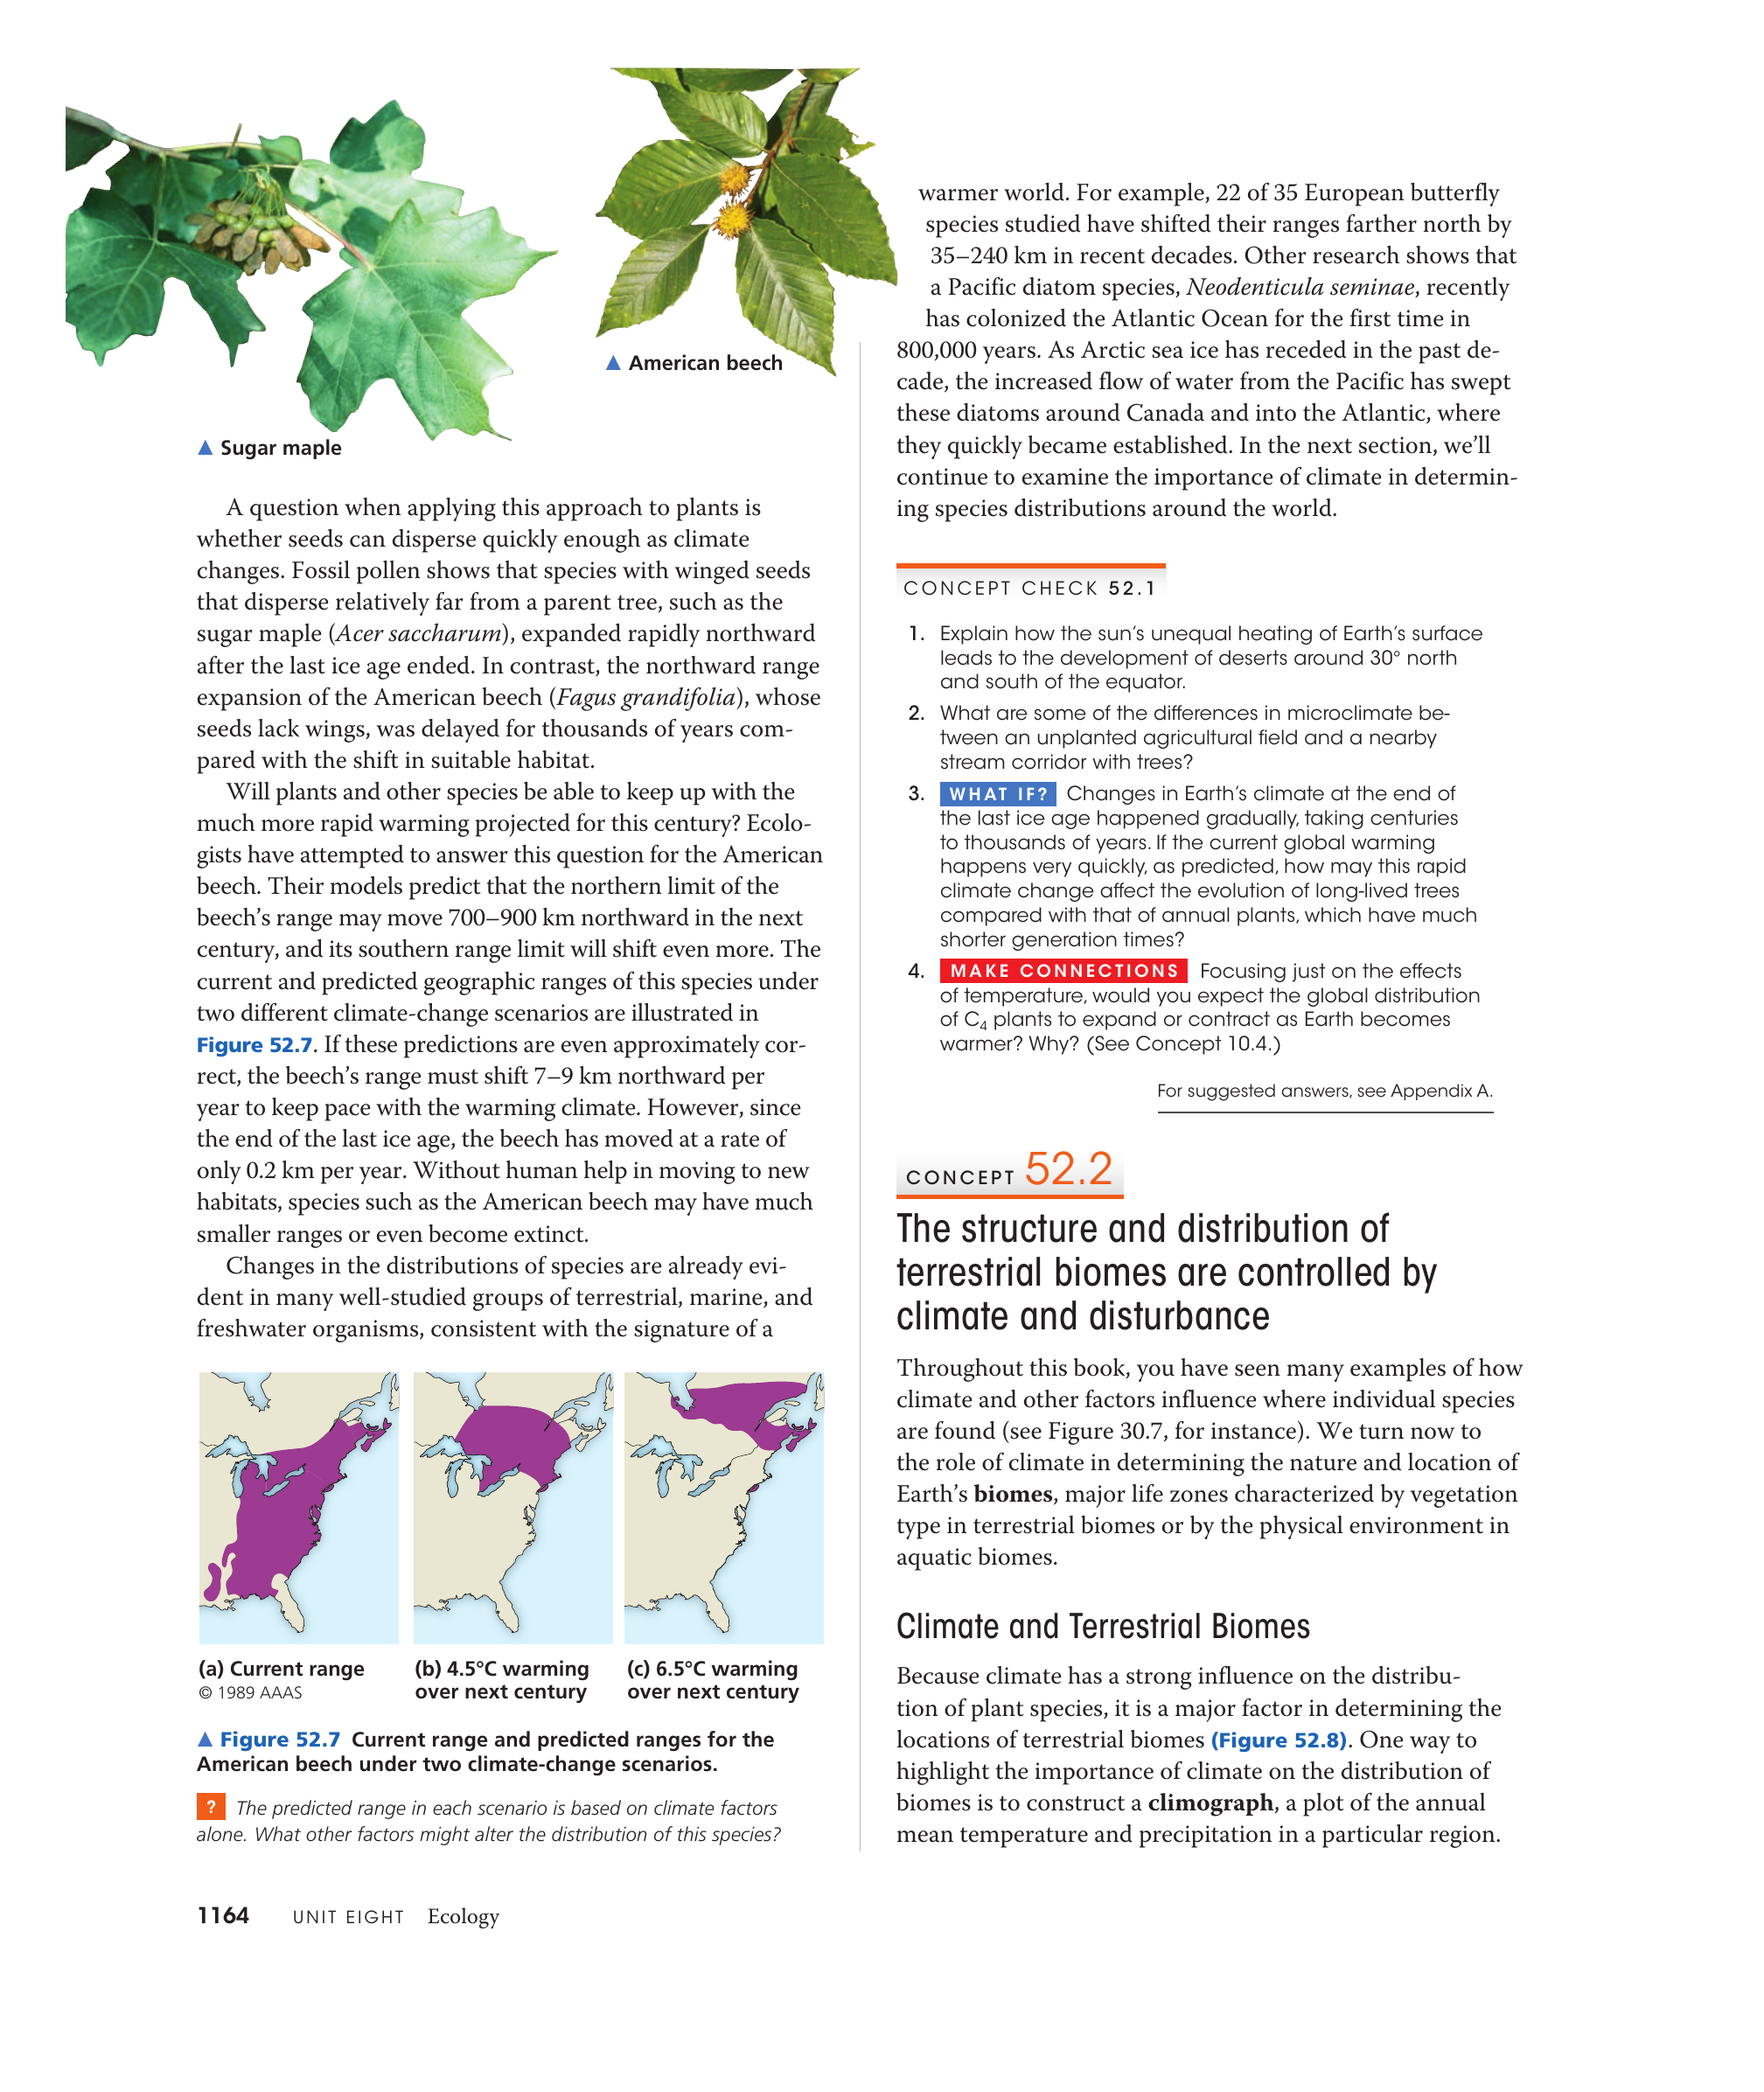 ▲ American beech
▲ Sugar maple
A question when applying this approach to plants is
whether seeds can disperse quickly enough as climate
changes. Fossil pollen shows that species with winged seeds
that disperse relatively far from a parent tree, such as the
sugar maple (Acer saccharum), expanded rapidly northward
after the last ice age ended. In contrast, the northward range
expansion of the American beech (Fagus grandifolia), whose
seeds lack wings, was delayed for thousands of years com-
pared with the shift in suitable habitat.
Will plants and other species be able to keep up with the
much more rapid warming projected for this century? Ecolo-
gists have attempted to answer this question for the American
beech. Their models predict that the northern limit of the
beech’s range may move 700–900 km northward in the next
century, and its southern range limit will shift even more. The
current and predicted geographic ranges of this species under
two different climate-change scenarios are illustrated in
Figure 52.7. If these predictions are even approximately cor-
rect, the beech’s range must shift 7–9 km northward per
year to keep pace with the warming climate. However, since
the end of the last ice age, the beech has moved at a rate of
only 0.2 km per year. Without human help in moving to new
habitats, species such as the American beech may have much
smaller ranges or even become extinct.
Changes in the distributions of species are already evi-
dent in many well-studied groups of terrestrial, marine, and
freshwater organisms, consistent with the signature of a
(a) Current range
© 1989 AAAS
(b) 4.5°C warming
over next century
(c) 6.5°C warming
over next century
▲ Figure 52.7 Current range and predicted ranges for the
American beech under two climate-change scenarios.
? The predicted range in each scenario is based on climate factors
alone. What other factors might alter the distribution of this species?
warmer world. For example, 22 of 35 European butterfly
species studied have shifted their ranges farther north by
35–240 km in recent decades. Other research shows that
a Pacific diatom species, Neodenticula seminae, recently
has colonized the Atlantic Ocean for the first time in
800,000 years. As Arctic sea ice has receded in the past de-
cade, the increased flow of water from the Pacific has swept
these diatoms around Canada and into the Atlantic, where
they quickly became established. In the next section, we’ll
continue to examine the importance of climate in determin-
ing species distributions around the world.
CONCEPT CHECK 52.1
1. Explain how the sun’s unequal heating of Earth’s surface
leads to the development of deserts around 30° north
and south of the equator.
2. What are some of the differences in microclimate be-
tween an unplanted agricultural field and a nearby
stream corridor with trees?
3. WHAT IF? Changes in Earth’s climate at the end of
the last ice age happened gradually, taking centuries
to thousands of years. If the current global warming
happens very quickly, as predicted, how may this rapid
climate change affect the evolution of long-lived trees
compared with that of annual plants, which have much
shorter generation times?
4. MAKE CONNECTIONS Focusing just on the effects
of temperature, would you expect the global distribution
of C₄ plants to expand or contract as Earth becomes
warmer? Why? (See Concept 10.4.)
For suggested answers, see Appendix A.
CONCEPT 52.2
The structure and distribution of
terrestrial biomes are controlled by
climate and disturbance
Throughout this book, you have seen many examples of how
climate and other factors influence where individual species
are found (see Figure 30.7, for instance). We turn now to
the role of climate in determining the nature and location of
Earth’s biomes, major life zones characterized by vegetation
type in terrestrial biomes or by the physical environment in
aquatic biomes.
Climate and Terrestrial Biomes
Because climate has a strong influence on the distribu-
tion of plant species, it is a major factor in determining the
locations of terrestrial biomes (Figure 52.8). One way to
highlight the importance of climate on the distribution of
biomes is to construct a climograph, a plot of the annual
mean temperature and precipitation in a particular region.
1164 UNIT EIGHT Ecology